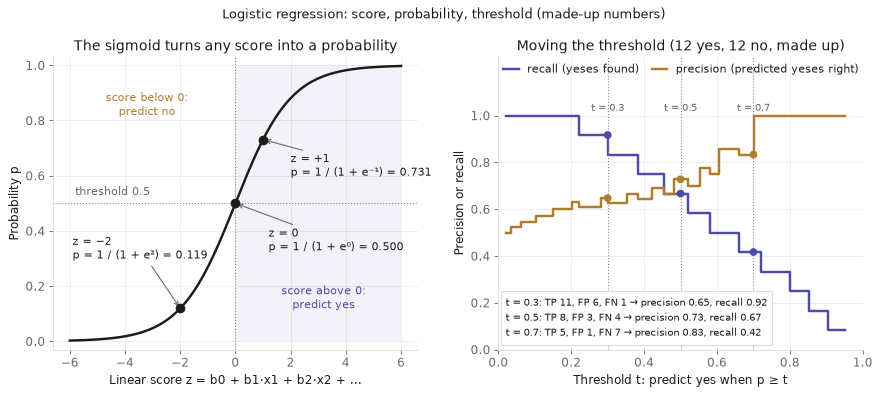 Logistic regression: score, probability, threshold (made-up numbers)
The sigmoid turns any score into a probability
Probability p
1.0
0.8
0.6
0.4
0.2
0.0
score below 0:
predict no
z = +1
p = 1 / (1 + e⁻¹) = 0.731
threshold 0.5
z = 0
p = 1 / (1 + e⁰) = 0.500
z = −2
p = 1 / (1 + e²) = 0.119
score above 0:
predict yes
−6
−4
−2
0
2
4
6
Linear score z = b0 + b1·x1 + b2·x2 + ...
Moving the threshold (12 yes, 12 no, made up)
recall (yeses found)
precision (predicted yeses right)
t = 0.3
t = 0.5
t = 0.7
Precision or recall
1.0
0.8
0.6
0.4
0.2
0.0
t = 0.3: TP 11, FP 6, FN 1 → precision 0.65, recall 0.92
t = 0.5: TP 8, FP 3, FN 4 → precision 0.73, recall 0.67
t = 0.7: TP 5, FP 1, FN 7 → precision 0.83, recall 0.42
0.0
0.2
0.4
0.6
0.8
1.0
Threshold t: predict yes when p ≥ t